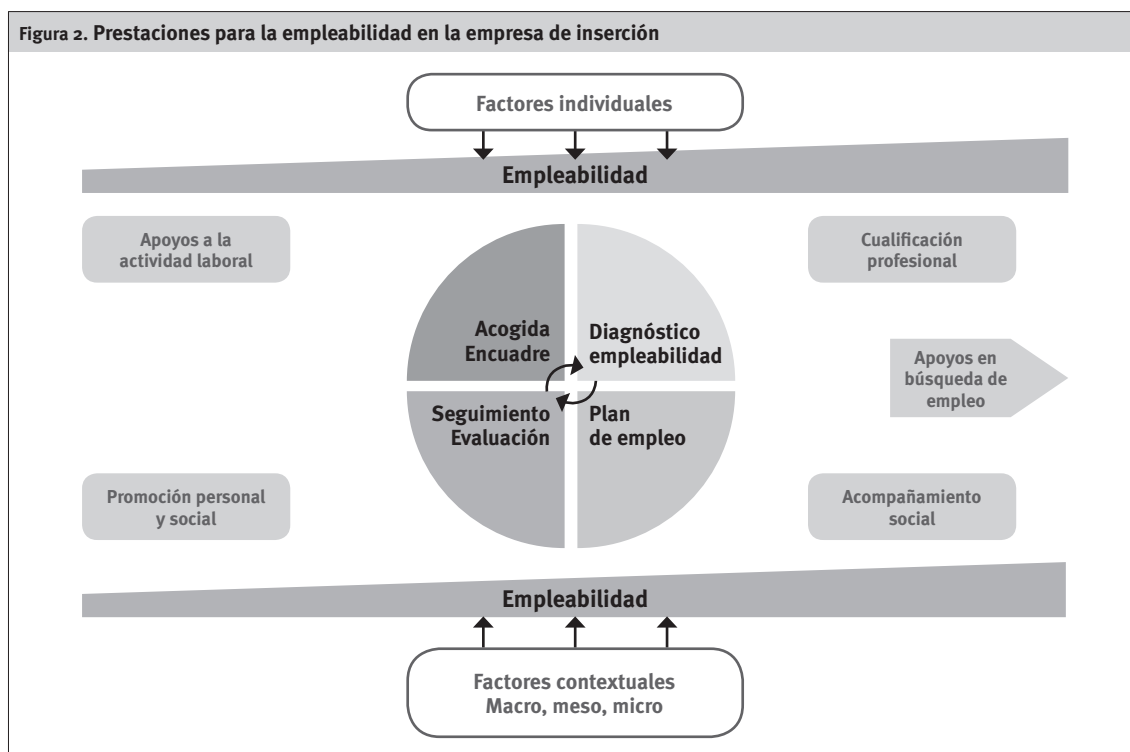 Figura 2. Prestaciones para la empleabilidad en la empresa de inserción
Factores individuales
Empleabilidad
Apoyos a la
actividad laboral
Cualificación
profesional
Acogida
Encuadre
Diagnóstico
empleabilidad
Apoyos en
búsqueda de
empleo
Seguimiento
Evaluación
Plan
de empleo
Promoción personal
y social
Acompañamiento
social
Empleabilidad
Factores contextuales
Macro, meso, micro